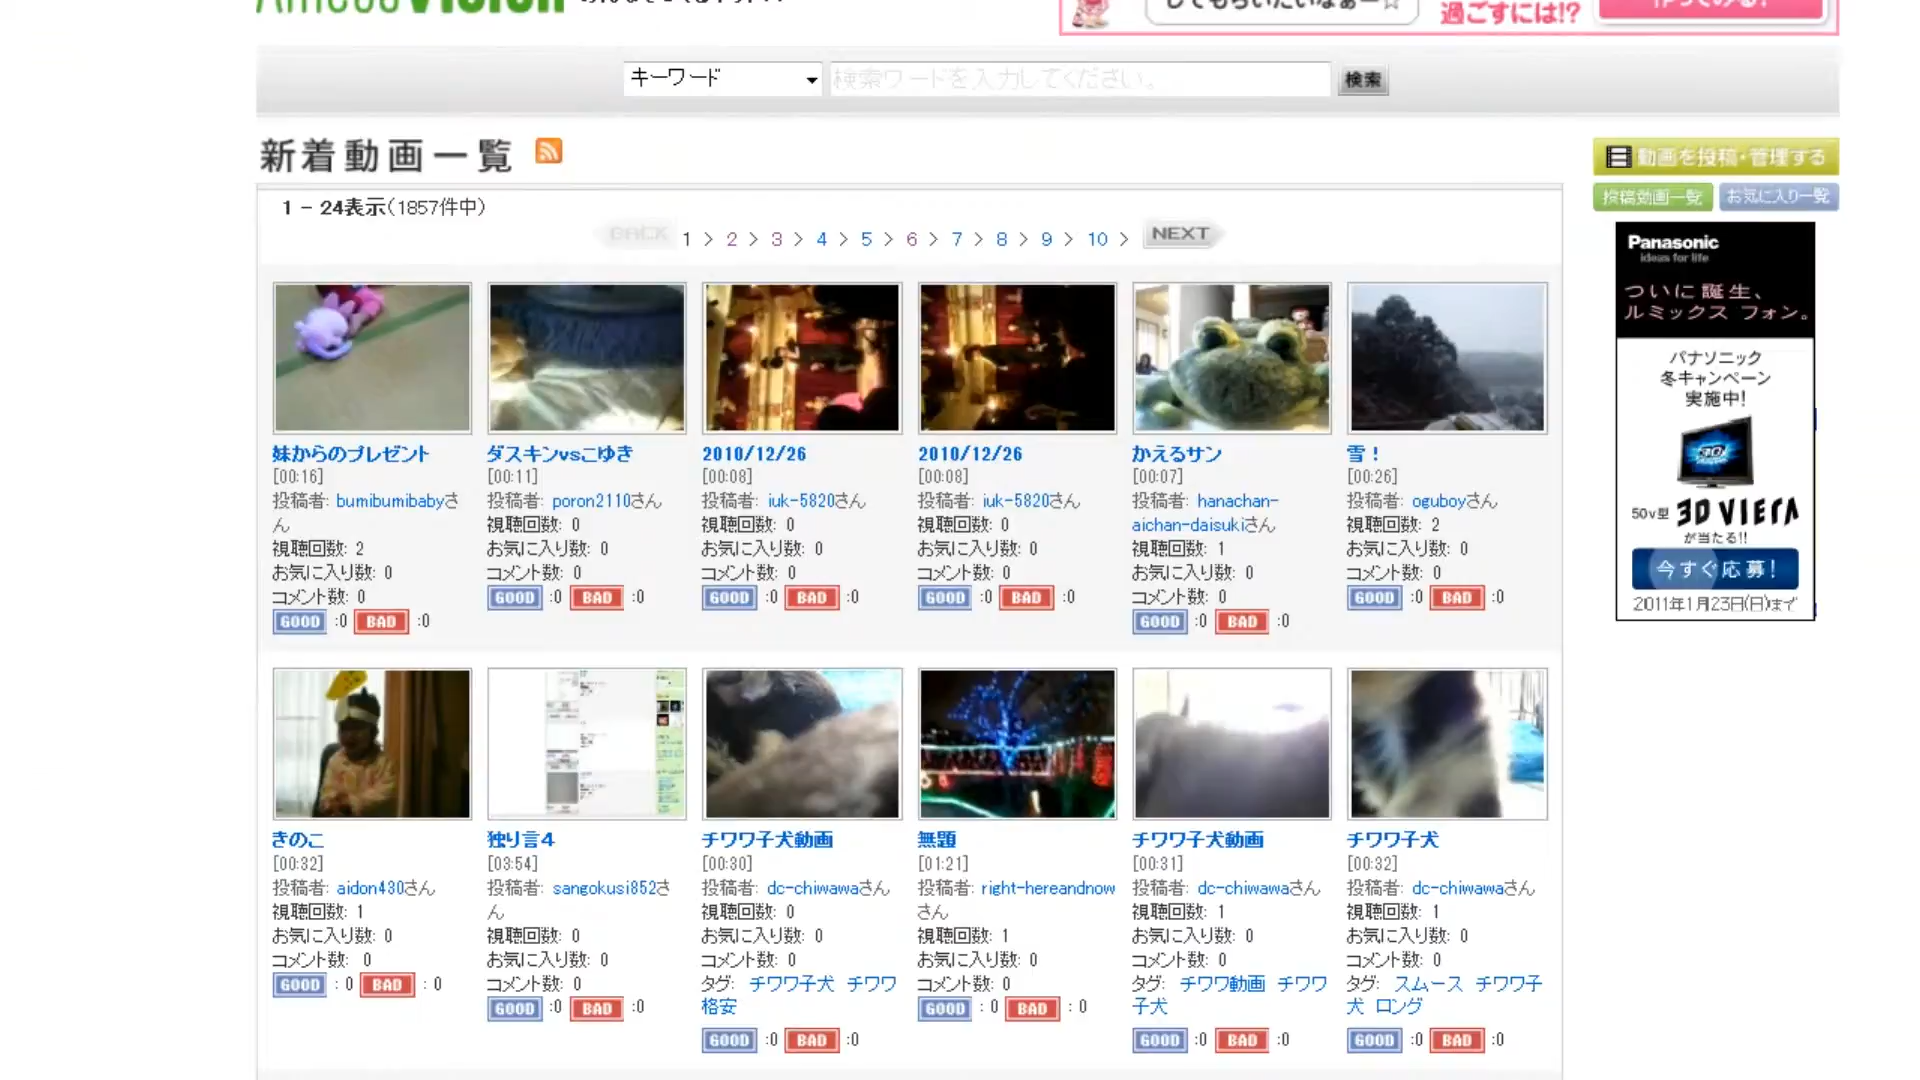 してもらいたいなぁー☆
過ごすには!?
作ってみる!
キーワード
検索ワードを入力してください。
検索
新着動画一覧
1 - 24表示(1857件中)
BACK 1 > 2 > 3 > 4 > 5 > 6 > 7 > 8 > 9 > 10 > NEXT
妹からのプレゼント
[00:16]
投稿者: bumibumibabyさ
ん
視聴回数: 2
お気に入り数: 0
コメント数: 0
GOOD :0 BAD :0
ダスキンvsこゆき
[00:11]
投稿者: poron2110さん
視聴回数: 0
お気に入り数: 0
コメント数: 0
GOOD :0 BAD :0
2010/12/26
[00:08]
投稿者: iuk-5820さん
視聴回数: 0
お気に入り数: 0
コメント数: 0
GOOD :0 BAD :0
2010/12/26
[00:08]
投稿者: iuk-5820さん
視聴回数: 0
お気に入り数: 0
コメント数: 0
GOOD :0 BAD :0
かえるサン
[00:07]
投稿者: hanachan-
aichan-daisukiさん
視聴回数: 1
お気に入り数: 0
コメント数: 0
GOOD :0 BAD :0
雪！
[00:26]
投稿者: oguboyさん
視聴回数: 2
お気に入り数: 0
コメント数: 0
GOOD :0 BAD :0
きのこ
[00:32]
投稿者: aidon430さん
視聴回数: 1
お気に入り数: 0
コメント数: 0
GOOD : 0 BAD : 0
独り言４
[03:54]
投稿者: sangokusi852さ
ん
視聴回数: 0
お気に入り数: 0
コメント数: 0
GOOD :0 BAD :0
チワワ子犬動画
[00:30]
投稿者: dc-chiwawaさん
視聴回数: 0
お気に入り数: 0
コメント数: 0
タグ: チワワ子犬 チワワ
格安
GOOD :0 BAD :0
無題
[01:21]
投稿者: right-hereandnow
さん
視聴回数: 1
お気に入り数: 0
コメント数: 0
GOOD : 0 BAD : 0
チワワ子犬動画
[00:31]
投稿者: dc-chiwawaさん
視聴回数: 1
お気に入り数: 0
コメント数: 0
タグ: チワワ動画 チワワ
子犬
GOOD :0 BAD :0
チワワ子犬
[00:32]
投稿者: dc-chiwawaさん
視聴回数: 1
お気に入り数: 0
コメント数: 0
タグ: スムース チワワ子
犬 ロング
GOOD :0 BAD :0
動画を投稿・管理する
投稿動画一覧 お気に入り一覧
Panasonic
ideas for life
ついに誕生、
ルミックス フォン。
パナソニック
冬キャンペーン
実施中!
3D
50v型 3D VIERA
が当たる!!
今すぐ応募!
2011年1月23日(日)まで